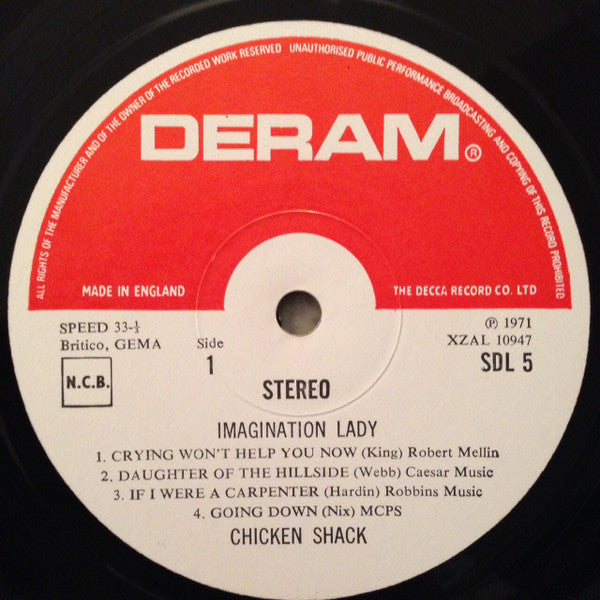 ALL RIGHTS OF THE MANUFACTURER AND OF THE OWNER OF THE RECORDED WORK RESERVED UNAUTHORISED PUBLIC PERFORMANCE BROADCASTING AND COPYING OF THIS RECORD PROHIBITED
DERAM®
MADE IN ENGLAND
THE DECCA RECORD CO. LTD
SPEED 33-⅓
Britico, GEMA
N.C.B.
Side
1
STEREO
℗ 1971
XZAL 10947
SDL 5
IMAGINATION LADY
1. CRYING WON'T HELP YOU NOW (King) Robert Mellin
2. DAUGHTER OF THE HILLSIDE (Webb) Caesar Music
3. IF I WERE A CARPENTER (Hardin) Robbins Music
4. GOING DOWN (Nix) MCPS
CHICKEN SHACK